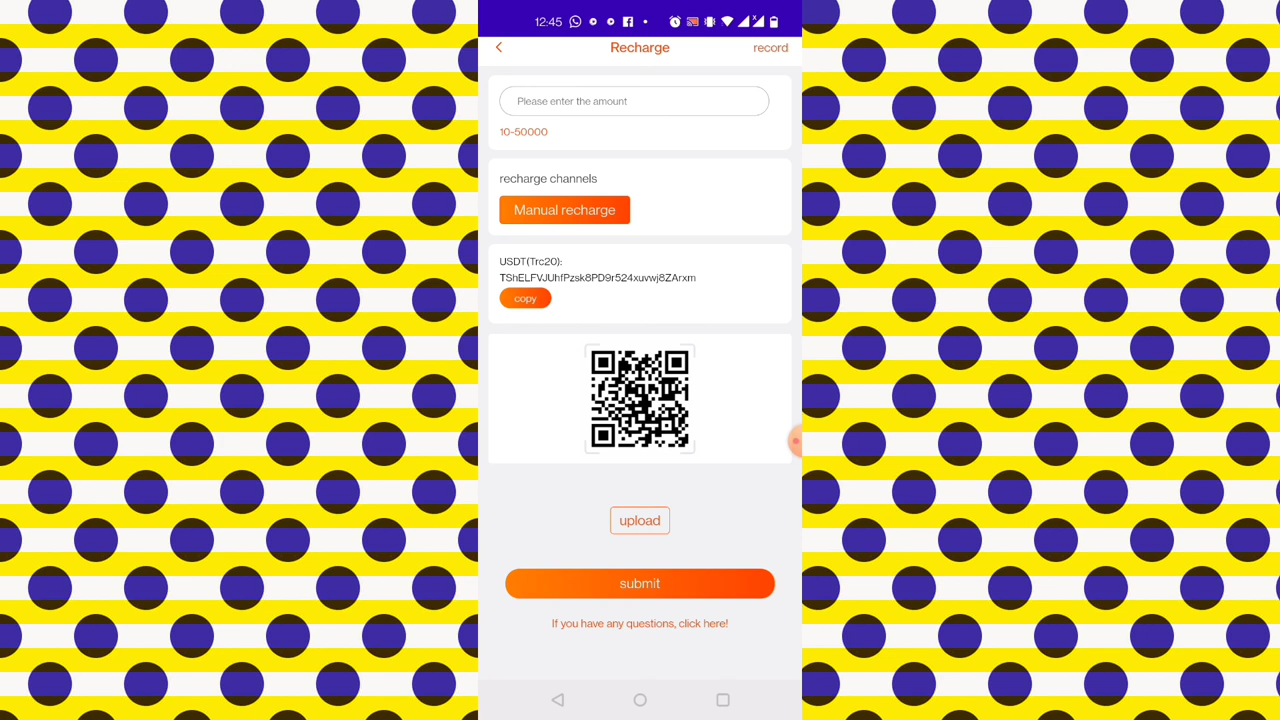 12:45
Recharge
record
Please enter the amount
10-50000
recharge channels
Manual recharge
USDT(Trc20):
TShELFVJUhfPzsk8PD9r524xuvwj8ZArxm
copy
upload
submit
If you have any questions, click here!